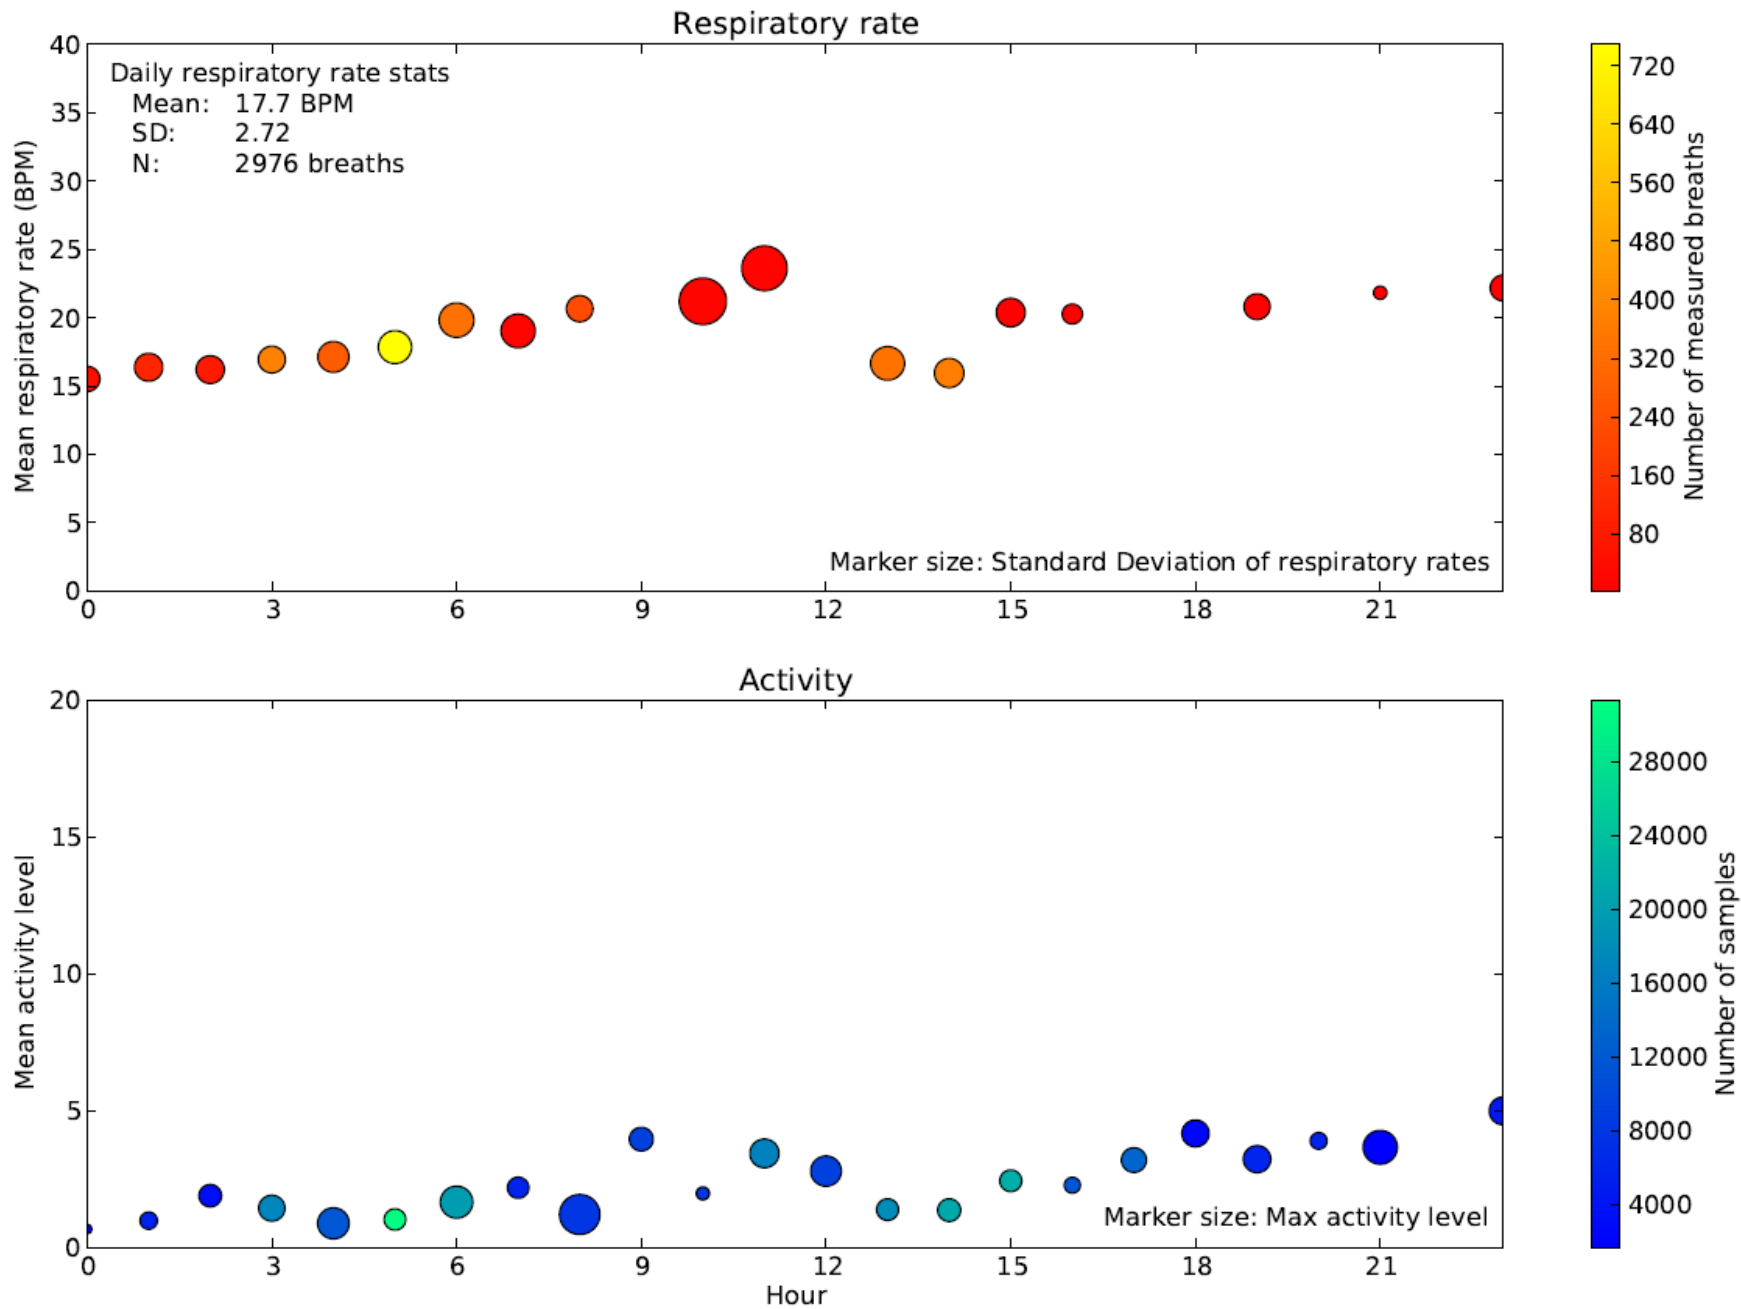 Respiratory rate
Mean respiratory rate (BPM)
40
35
30
25
20
15
10
5
0
Daily respiratory rate stats
Mean: 17.7 BPM
SD: 2.72
N: 2976 breaths
Marker size: Standard Deviation of respiratory rates
0 3 6 9 12 15 18 21
720
640
560
480
400
320
240
160
80
Number of measured breaths
Activity
Mean activity level
20
15
10
5
0
Marker size: Max activity level
0 3 6 9 12 15 18 21
Hour
28000
24000
20000
16000
12000
8000
4000
Number of samples